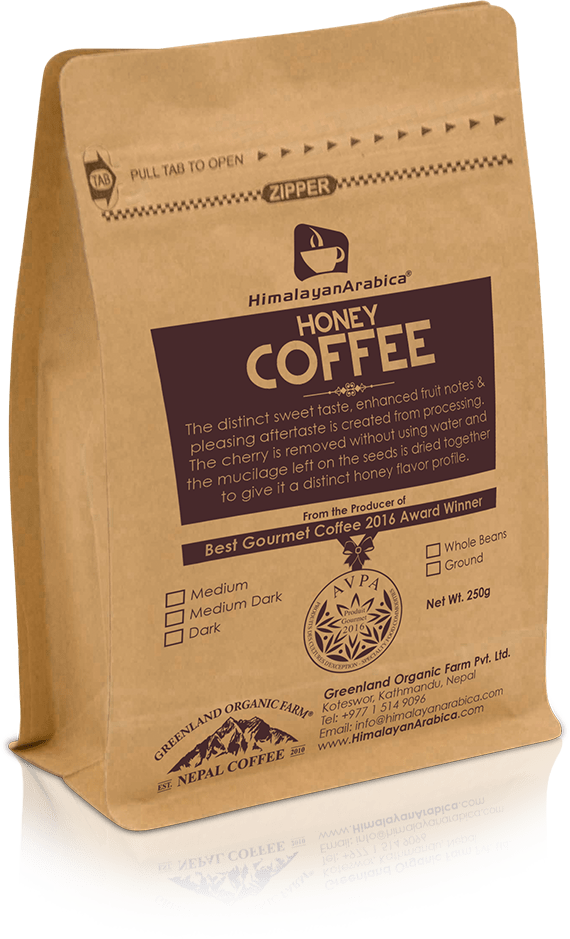 TAB
PULL TAB TO OPEN
ZIPPER
HimalayanArabica®
HONEY
COFFEE
The distinct sweet taste, enhanced fruit notes &
pleasing aftertaste is created from processing.
The cherry is removed without using water and
the mucilage left on the seeds is dried together
to give it a distinct honey flavor profile.
From the Producer of
Best Gourmet Coffee 2016 Award Winner
Medium
Medium Dark
Dark
AVPA
Product
Gourmet
2016
Whole Beans
Ground
Net Wt. 250g
GREENLAND ORGANIC FARM®
EST. NEPAL COFFEE 2010
Greenland Organic Farm Pvt. Ltd.
Koteswor, Kathmandu, Nepal
Tel: +977 1 514 9096
Email: info@himalayanarabica.com
www.HimalayanArabica.com